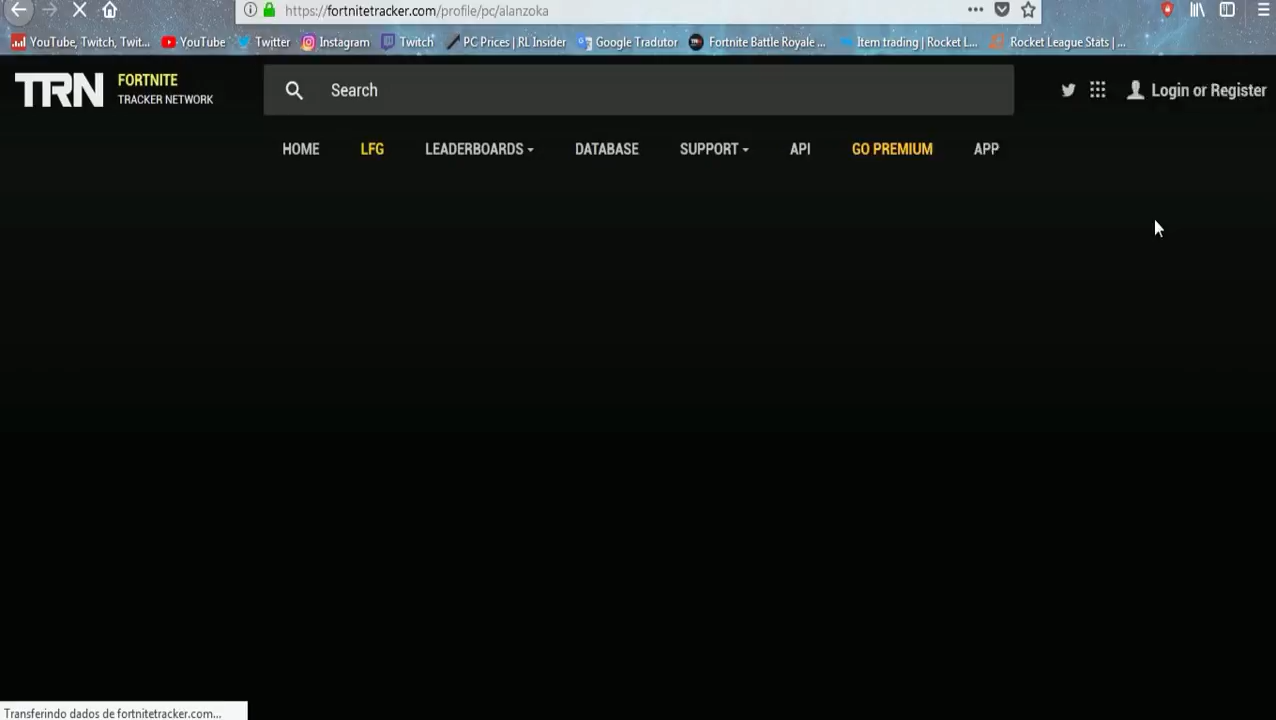 https://fortnitetracker.com/profile/pc/alanzoka
YouTube, Twitch, Twit... YouTube Twitter Instagram Twitch PC Prices | RL Insider Google Tradutor Fortnite Battle Royale ... Item trading | Rocket L... Rocket League Stats | ...
TRN FORTNITE
TRACKER NETWORK
Search
Login or Register
HOME LFG LEADERBOARDS DATABASE SUPPORT API GO PREMIUM APP
Transferindo dados de fortnitetracker.com...